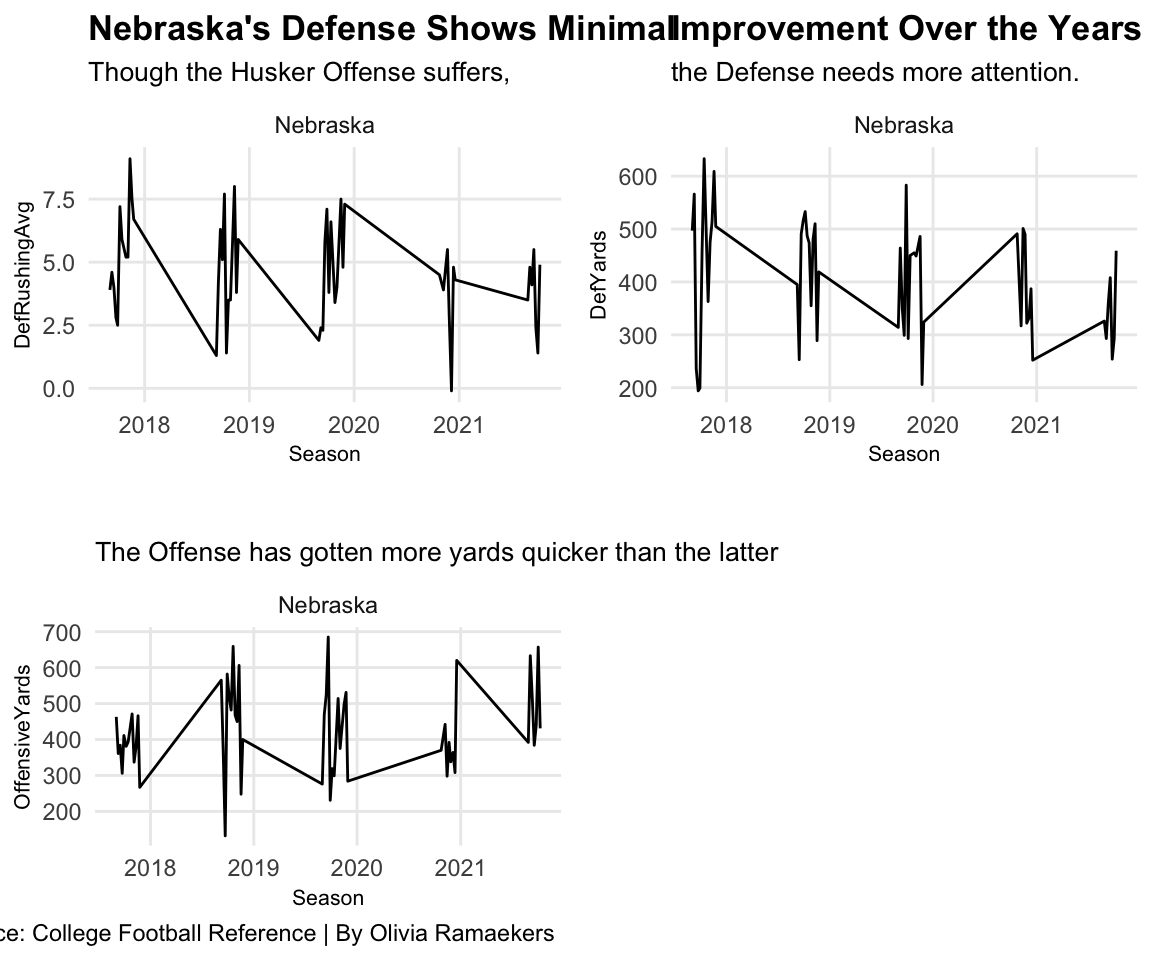 Nebraska's Defense Shows Minimal Improvement Over the Years
Though the Husker Offense suffers, the Defense needs more attention.
Nebraska
DefRushingAvg
7.5
5.0
2.5
0.0
2018 2019 2020 2021
Season
Nebraska
DefYards
600
500
400
300
200
2018 2019 2020 2021
Season
The Offense has gotten more yards quicker than the latter
Nebraska
OffensiveYards
700
600
500
400
300
200
2018 2019 2020 2021
Season
ce: College Football Reference | By Olivia Ramaekers